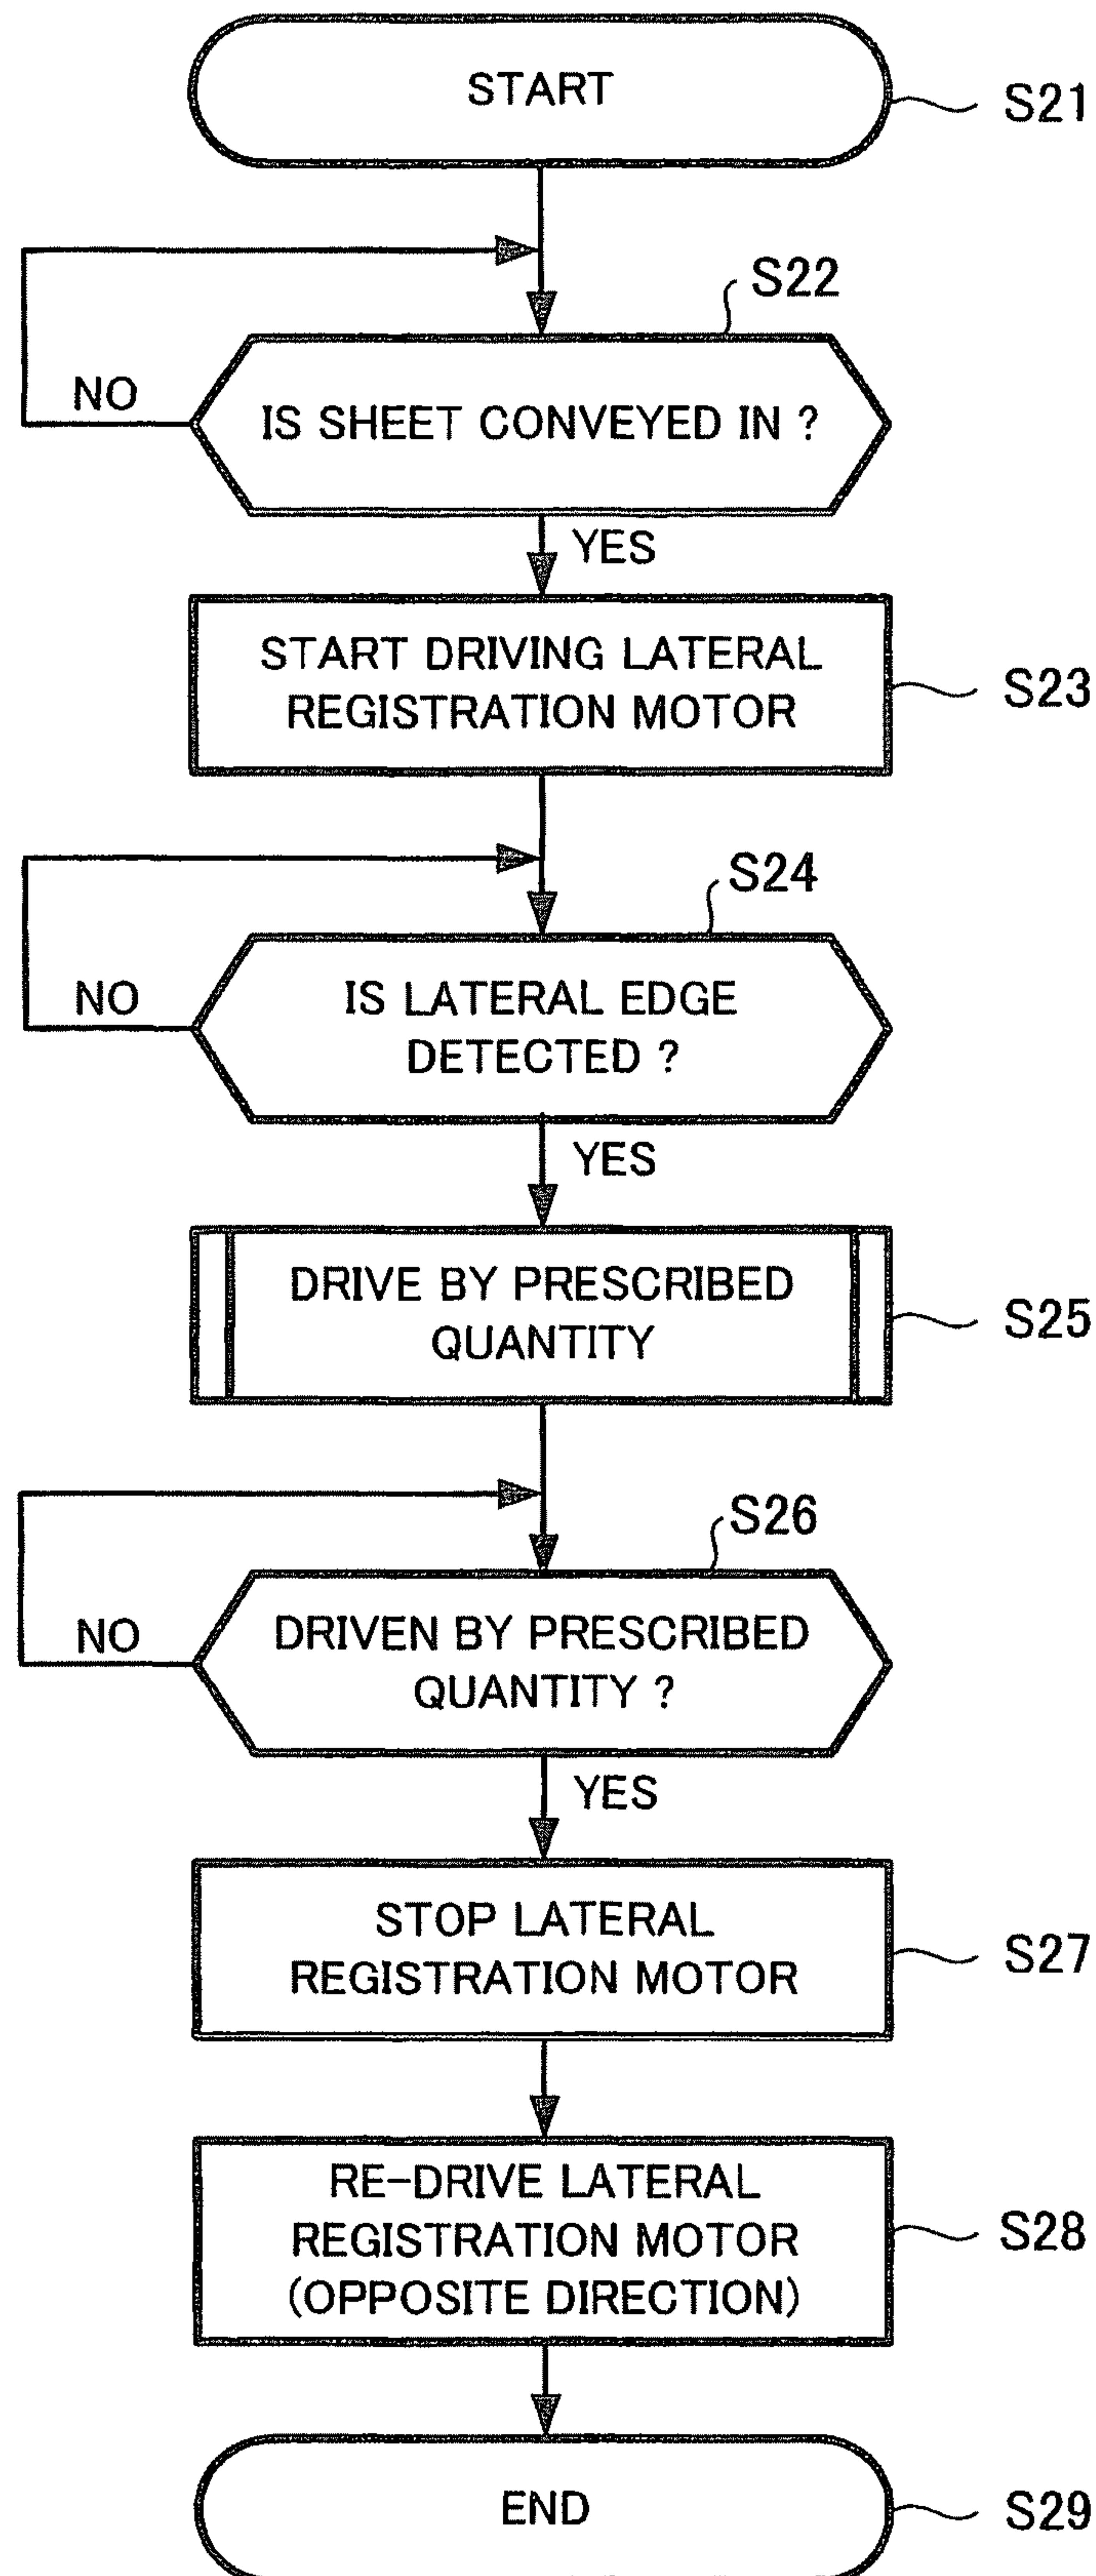 START
S21
S22
NO
IS SHEET CONVEYED IN ?
YES
START DRIVING LATERAL
REGISTRATION MOTOR
S23
S24
NO
IS LATERAL EDGE
DETECTED ?
YES
DRIVE BY PRESCRIBED
QUANTITY
S25
S26
NO
DRIVEN BY PRESCRIBED
QUANTITY ?
YES
STOP LATERAL
REGISTRATION MOTOR
S27
RE-DRIVE LATERAL
REGISTRATION MOTOR
(OPPOSITE DIRECTION)
S28
END
S29